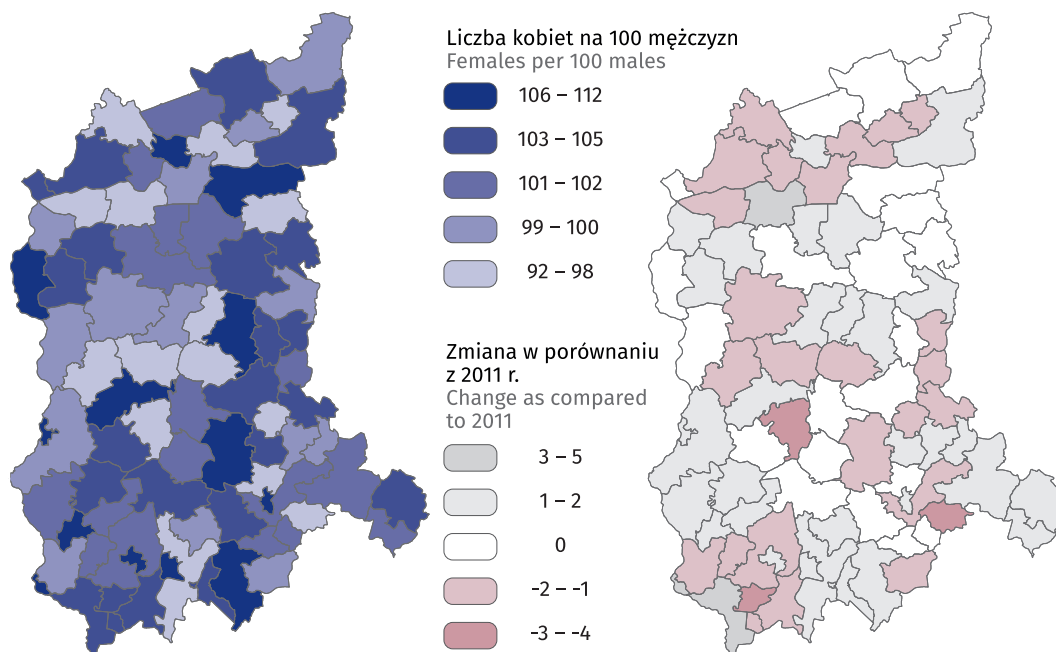 Liczba kobiet na 100 mężczyzn
Females per 100 males
106 – 112
103 – 105
101 – 102
99 – 100
92 – 98
Zmiana w porównaniu
z 2011 r.
Change as compared
to 2011
3 – 5
1 – 2
0
-2 – -1
-3 – -4